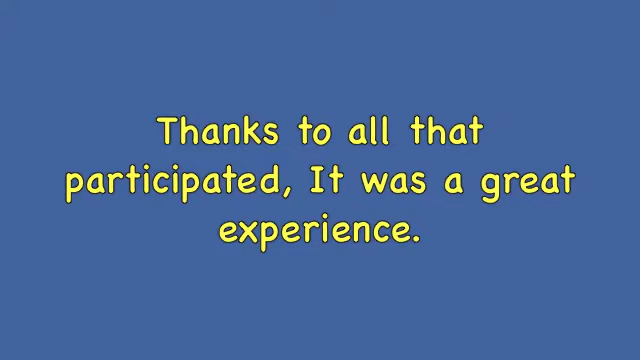 Thanks to all that
participated, It was a great
experience.